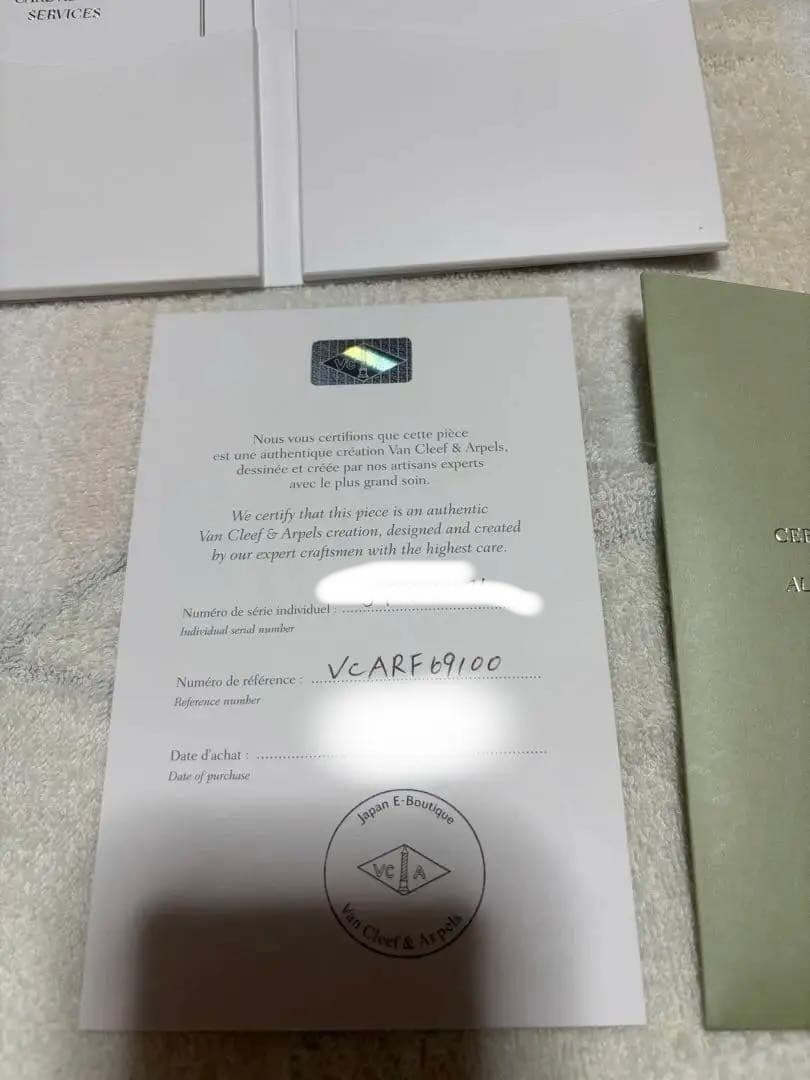 SERVICES
VCA
Nous vous certifions que cette pièce
est une authentique création Van Cleef & Arpels,
dessinée et créée par nos artisans experts
avec le plus grand soin.
We certify that this piece is an authentic
Van Cleef & Arpels creation, designed and created
by our expert craftsmen with the highest care.
Numéro de série individuel :
Individual serial number
Numéro de référence : VCARF69100
Reference number
Date d'achat :
Date of purchase
Japan E-Boutique
VC A
Van Cleef & Arpels